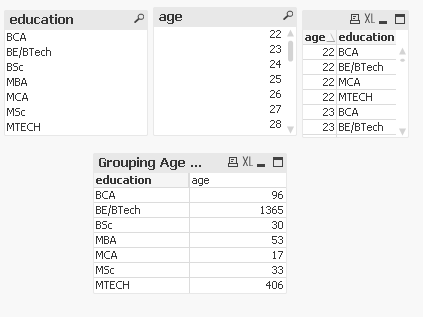 education
BCA
BE/BTech
BSc
MBA
MCA
MSc
MTECH
age
22
23
24
25
26
27
28
XL
age education
22 BCA
22 BE/BTech
22 MCA
22 MTECH
23 BCA
23 BE/BTech
Grouping Age ... XL
education age
BCA 96
BE/BTech 1365
BSc 30
MBA 53
MCA 17
MSc 33
MTECH 406